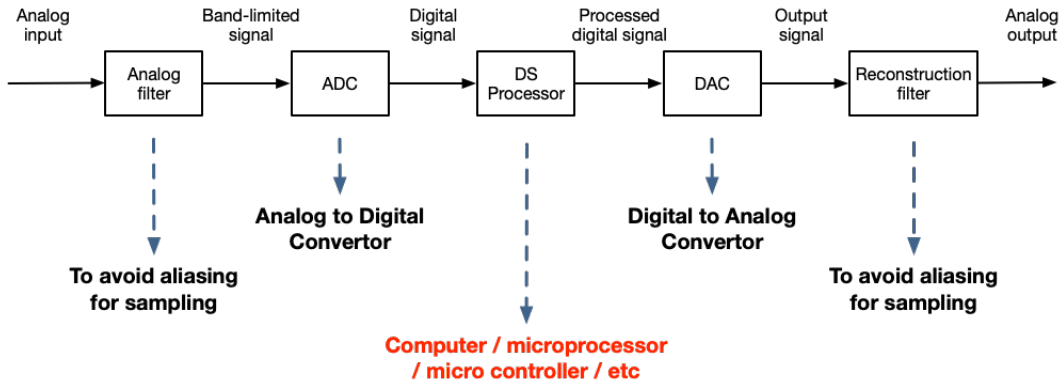 Analog
input
Band-limited
signal
Digital
signal
Processed
digital signal
Output
signal
Analog
output
Analog
filter
ADC
DS
Processor
DAC
Reconstruction
filter
Analog to Digital
Convertor
Digital to Analog
Convertor
To avoid aliasing
for sampling
To avoid aliasing
for sampling
Computer / microprocessor
/ micro controller / etc